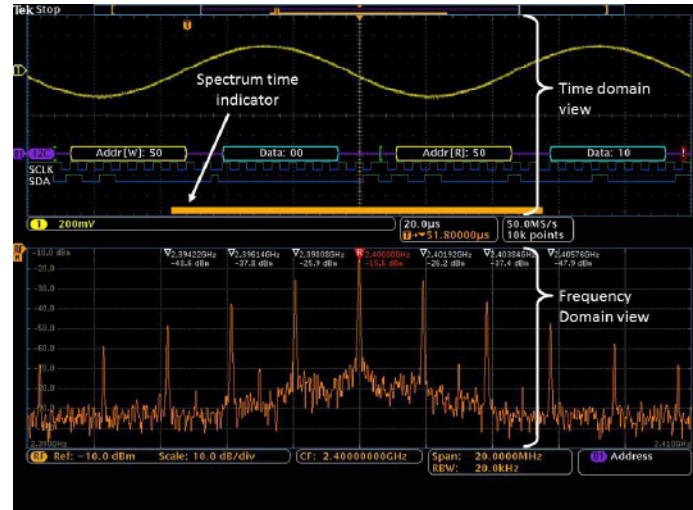 Tek Stop
T
Spectrum time
indicator
Time domain
view
1
B1 I2C
Addr[W]: 50
Data: 00
Addr[R]: 50
Data: 10
!
SCLK
SDA
1 200mV
20.0µs
T→▼51.80000µs
50.0MS/s
10k points
-10.0 dBm
-20.0
-30.0
-40.0
-50.0
-60.0
-70.0
-80.0
-90.0
2.39422GHz
-48.6 dBm
2.39614GHz
-37.8 dBm
2.39808GHz
-25.9 dBm
R 2.40000GHz
-15.6 dBm
2.40192GHz
-26.2 dBm
2.40384GHz
-37.4 dBm
2.40576GHz
-47.9 dBm
Frequency
Domain view
2.390GHz
2.410GHz
RF Ref: -10.0 dBm Scale: 10.0 dB/div
CF: 2.40000000GHz
Span: 20.0000MHz
RBW: 20.0kHz
B1 Address